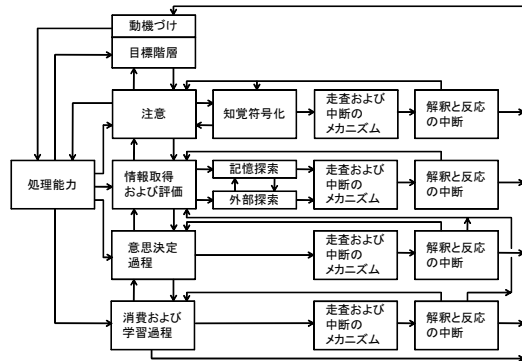 動機づけ
目標階層
注意
知覚符号化
走査および
中断の
メカニズム
解釈と反応
の中断
処理能力
情報取得
および評価
記憶探索
外部探索
走査および
中断の
メカニズム
解釈と反応
の中断
意思決定
過程
走査および
中断の
メカニズム
解釈と反応
の中断
消費および
学習過程
走査および
中断の
メカニズム
解釈と反応
の中断